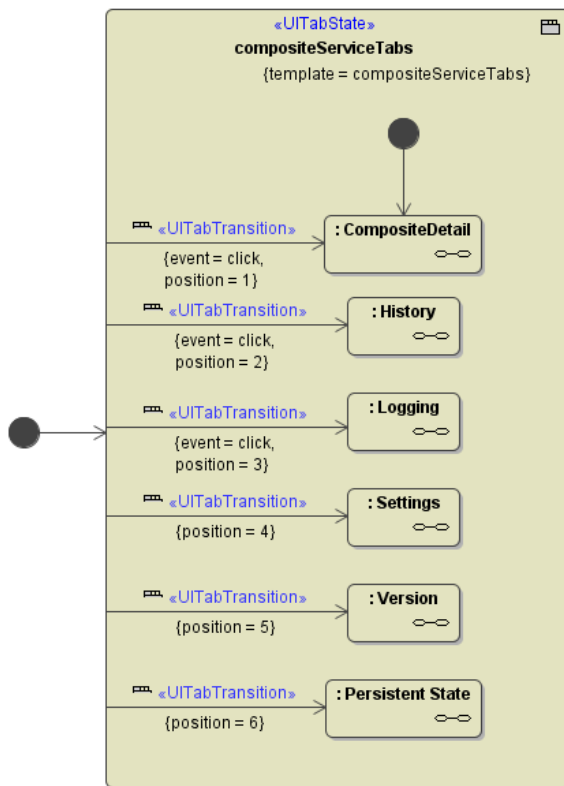 «UITabState»
compositeServiceTabs
{template = compositeServiceTabs}
«UITabTransition»
{event = click,
position = 1}
: CompositeDetail
«UITabTransition»
{event = click,
position = 2}
: History
«UITabTransition»
{event = click,
position = 3}
: Logging
«UITabTransition»
{position = 4}
: Settings
«UITabTransition»
{position = 5}
: Version
«UITabTransition»
{position = 6}
: Persistent State